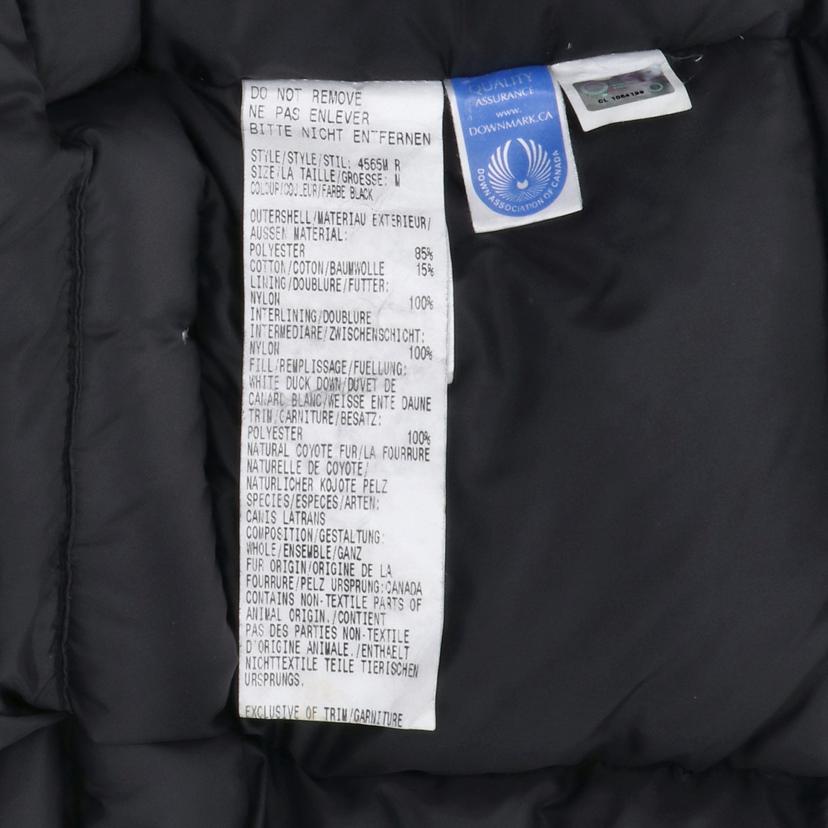 DO NOT REMOVE
NE PAS ENLEVER
BITTE NICHT ENTFERNEN
STYLE/STYLE/STIL: 4565M R
SIZE/LA TAILLE/GROESSE: M
COLOUR/COULEUR/FARBE BLACK
OUTERSHELL/MATERIAU EXTERIEUR/
AUSSEN MATERIAL:
POLYESTER 85%
COTTON/COTON/BAUMWOLLE 15%
LINING/DOUBLURE/FUTTER:
NYLON 100%
INTERLINING/DOUBLURE
INTERMEDIARE/ZWISCHENSCHICHT:
NYLON 100%
FILL/REMPLISSAGE/FUELLUNG:
WHITE DUCK DOWN/DUVET DE
CANARD BLANC/WEISSE ENTE DAUNE
TRIM/GARNITURE/BESATZ:
POLYESTER 100%
NATURAL COYOTE FUR/LA FOURRURE
NATURELLE DE COYOTE/
NATURLICHER KOJOTE PELZ
SPECIES/ESPECES/ARTEN:
CANIS LATRANS
COMPOSITION/GESTALTUNG:
WHOLE/ENSEMBLE/GANZ
FUR ORIGIN/ORIGINE DE LA
FOURRURE/PELZ URSPRUNG:CANADA
CONTAINS NON-TEXTILE PARTS OF
ANIMAL ORIGIN./CONTIENT
PAS DES PARTIES NON-TEXTILE
D'ORIGINE ANIMALE./ENTHAELT
NICHTTEXTILE TEILE TIERISCHEN
URSPRUNGS.
EXCLUSIVE OF TRIM/GARNITURE
QUALITY
ASSURANCE
www.
DOWNMARK.CA
DOWN ASSOCIATION OF CANADA